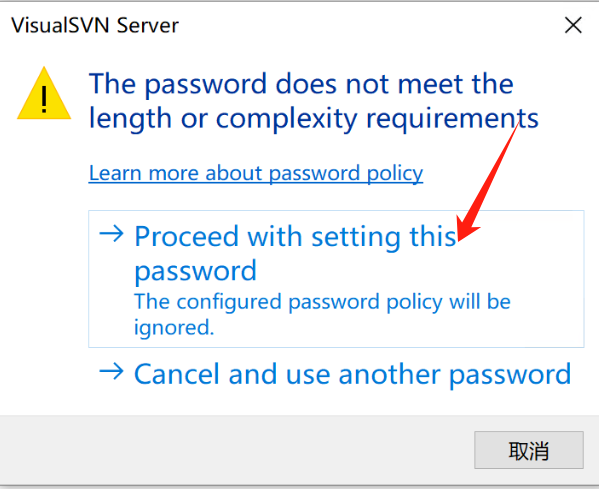 VisualSVN Server
The password does not meet the
length or complexity requirements
Learn more about password policy
Proceed with setting this
password
The configured password policy will be
ignored.
Cancel and use another password
取消